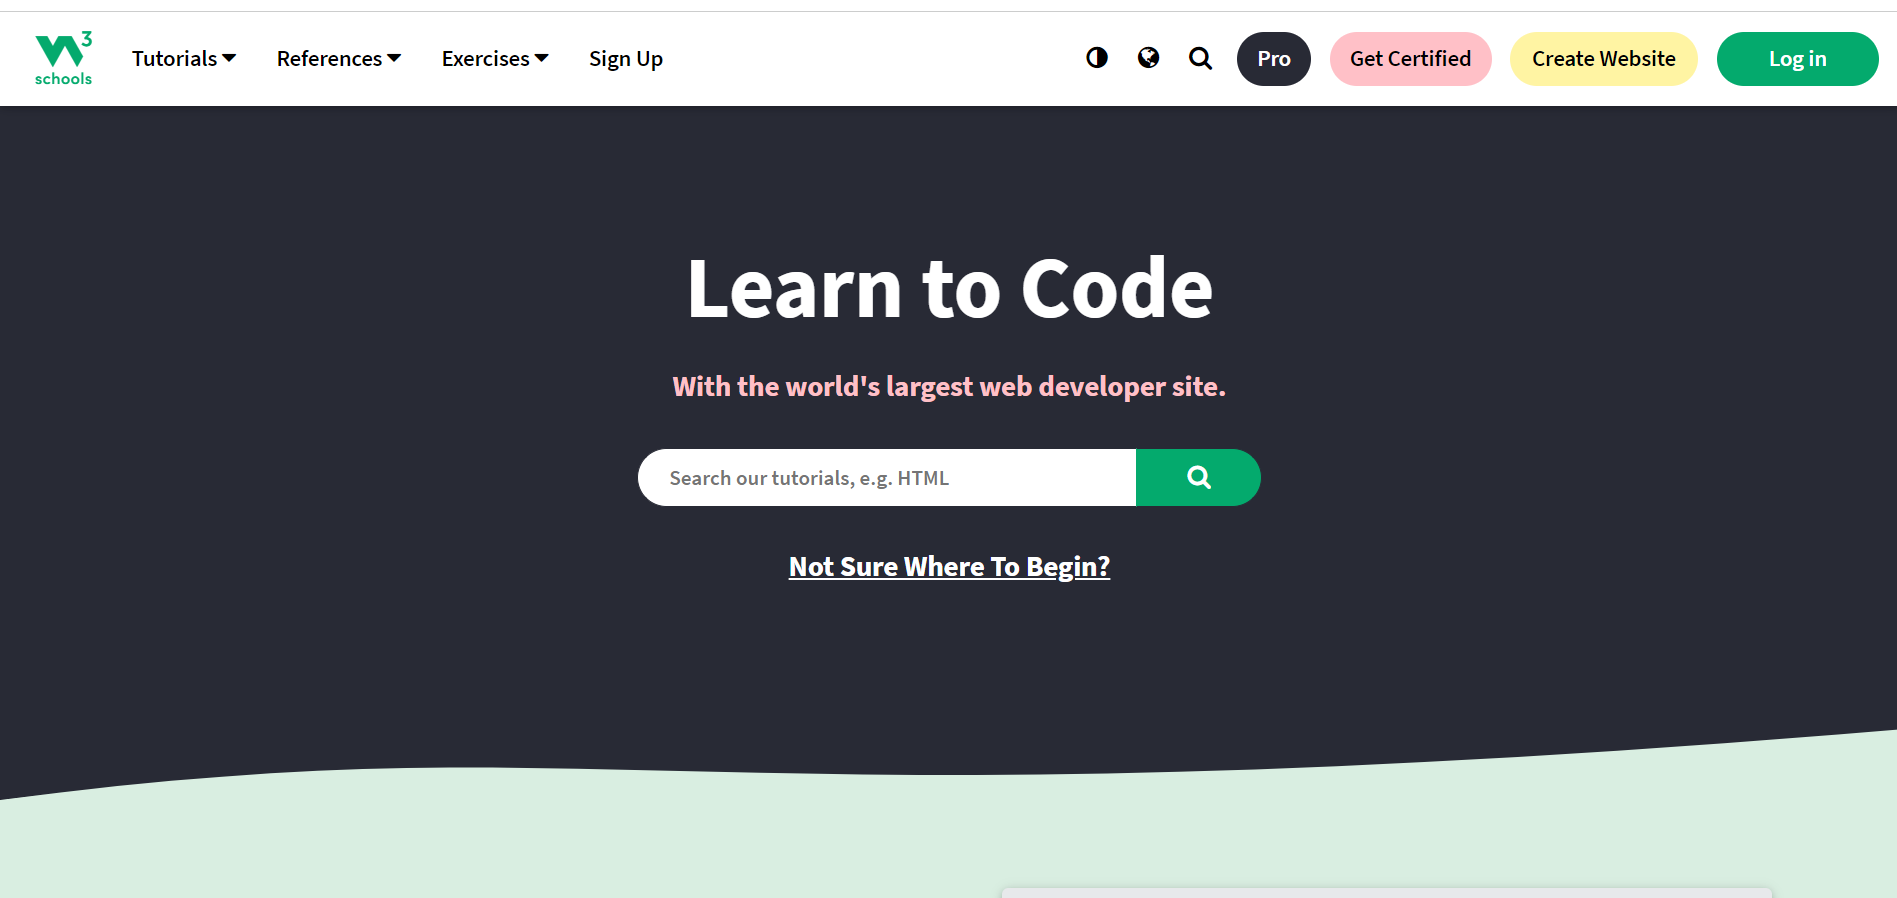 W3 schools
Tutorials References Exercises Sign Up Pro Get Certified Create Website Log in
Learn to Code
With the world's largest web developer site.
Search our tutorials, e.g. HTML
Not Sure Where To Begin?